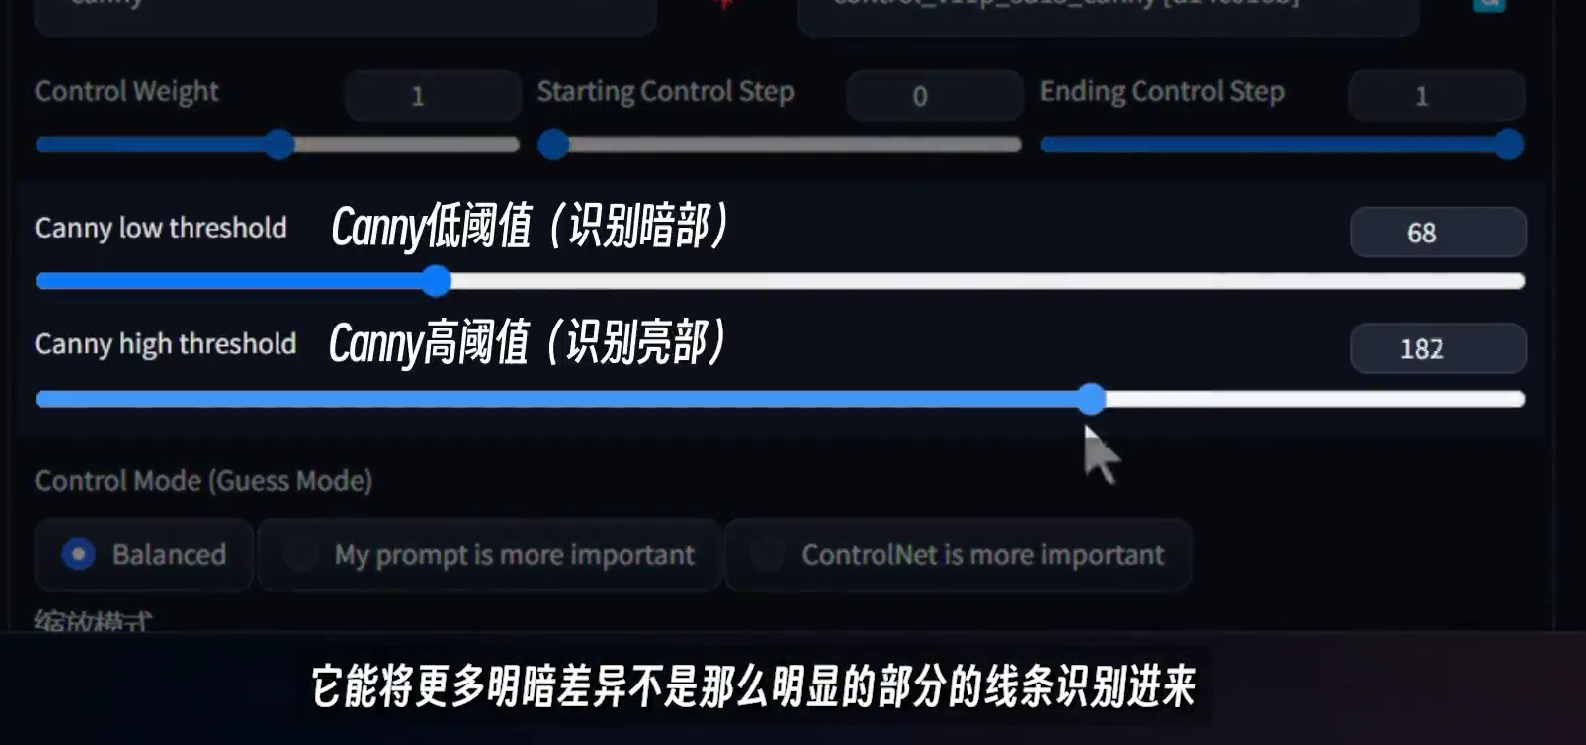 Control Weight 1 Starting Control Step 0 Ending Control Step 1
Canny low threshold Canny低阈值（识别暗部） 68
Canny high threshold Canny高阈值（识别亮部） 182
Control Mode (Guess Mode)
Balanced My prompt is more important ControlNet is more important
缩放模式
它能将更多明暗差异不是那么明显的部分的线条识别进来